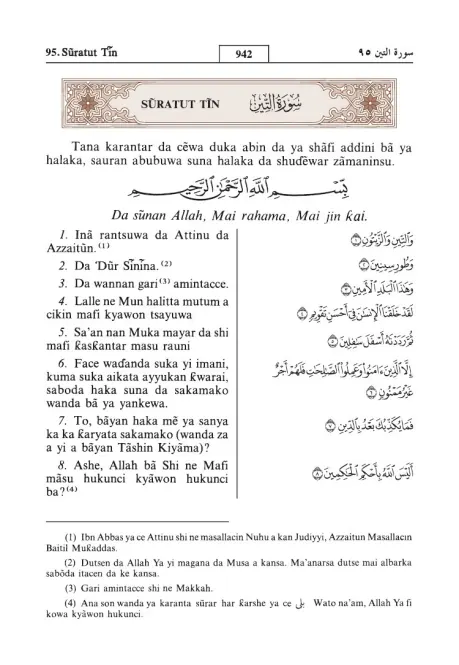 95. Sūratut Tīn
942
سورة التين ٩٥
SŪRATUT TĪN
سُورَةُ التِّينِ
Tana karantar da cēwa duka abin da ya shāfi addini bā ya
halaka, sauran abubuwa suna halaka da shuɗēwar zāmaninsu.
بِسْمِ اللَّهِ الرَّحْمَٰنِ الرَّحِيمِ
Da sūnan Allah, Mai rahama, Mai jin ƙai.
1. Inā rantsuwa da Attinu da
Azzaitūn.(1)
وَالتِّينِ وَالزَّيْتُونِ ١
2. Da 'Dūr Sīnīna.(2)
وَطُورِ سِينِينَ ٢
3. Da wannan gari(3) amintacce.
وَهَٰذَا الْبَلَدِ الْأَمِينِ ٣
4. Lalle ne Mun halitta mutum a
cikin mafi kyawon tsayuwa
لَقَدْ خَلَقْنَا الْإِنسَانَ فِي أَحْسَنِ تَقْوِيمٍ ٤
5. Sa'an nan Muka mayar da shi
mafi ƙasƙantar masu rauni
ثُمَّ رَدَدْنَاهُ أَسْفَلَ سَافِلِينَ ٥
6. Face waɗanda suka yi imani,
kuma suka aikata ayyukan ƙwarai,
saboda haka suna da sakamako
wanda bā ya yankewa.
إِلَّا الَّذِينَ آمَنُوا وَعَمِلُوا الصَّالِحَاتِ فَلَهُمْ أَجْرٌ
غَيْرُ مَمْنُونٍ ٦
7. To, bāyan haka mē ya sanya
ka ka ƙaryata sakamako (wanda za
a yi a bāyan Tāshin Kiyāma)?
فَمَا يُكَذِّبُكَ بَعْدُ بِالدِّينِ ٧
8. Ashe, Allah bā Shi ne Mafi
māsu hukunci kyāwon hukunci
ba?(4)
أَلَيْسَ اللَّهُ بِأَحْكَمِ الْحَاكِمِينَ ٨
(1) Ibn Abbas ya ce Attinu shi ne masallacin Nuhu a kan Judiyyi, Azzaitun Masallacin
Baitil Muƙaddas.
(2) Dutsen da Allah Ya yi magana da Musa a kansa. Ma'anarsa dutse mai albarka
sabōda itacen da ke kansa.
(3) Gari amintacce shi ne Makkah.
(4) Ana son wanda ya karanta sūrar har ƙarshe ya ce بلى Wato na'am, Allah Ya fi
kowa kyāwon hukunci.